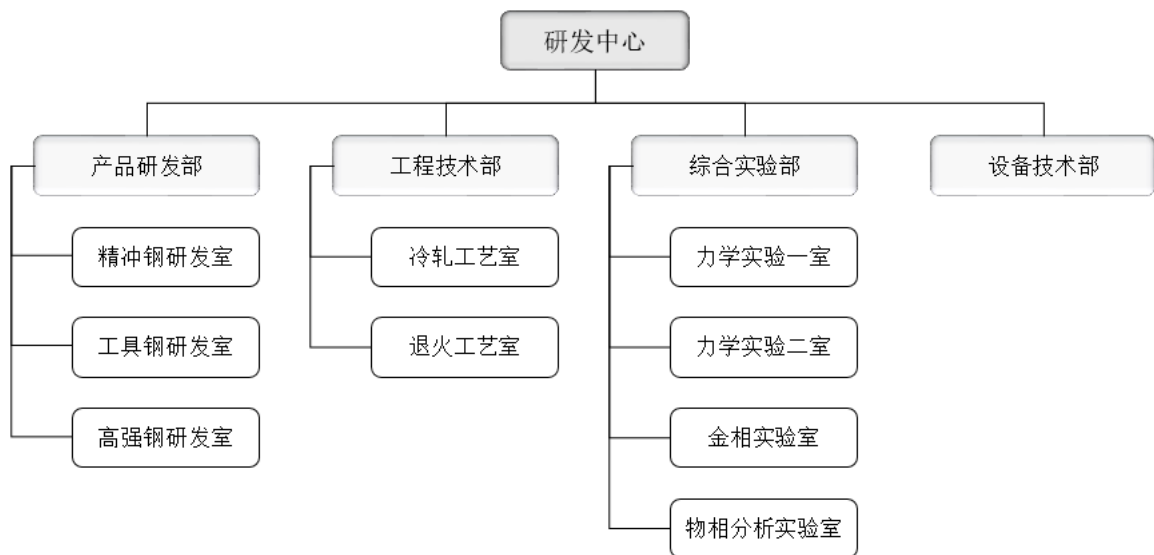 研发中心
产品研发部
工程技术部
综合实验部
设备技术部
精冲钢研发室
冷轧工艺室
力学实验一室
工具钢研发室
退火工艺室
力学实验二室
高强钢研发室
金相实验室
物相分析实验室